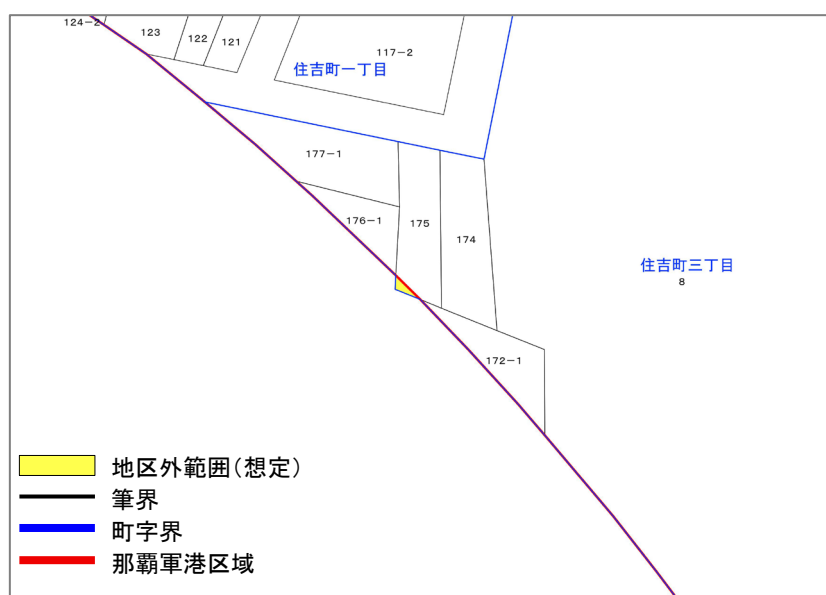 124-2
123
122
121
117-2
住吉町一丁目
177-1
176-1
175
174
住吉町三丁目
8
172-1
地区外範囲(想定)
筆界
町字界
那覇軍港区域